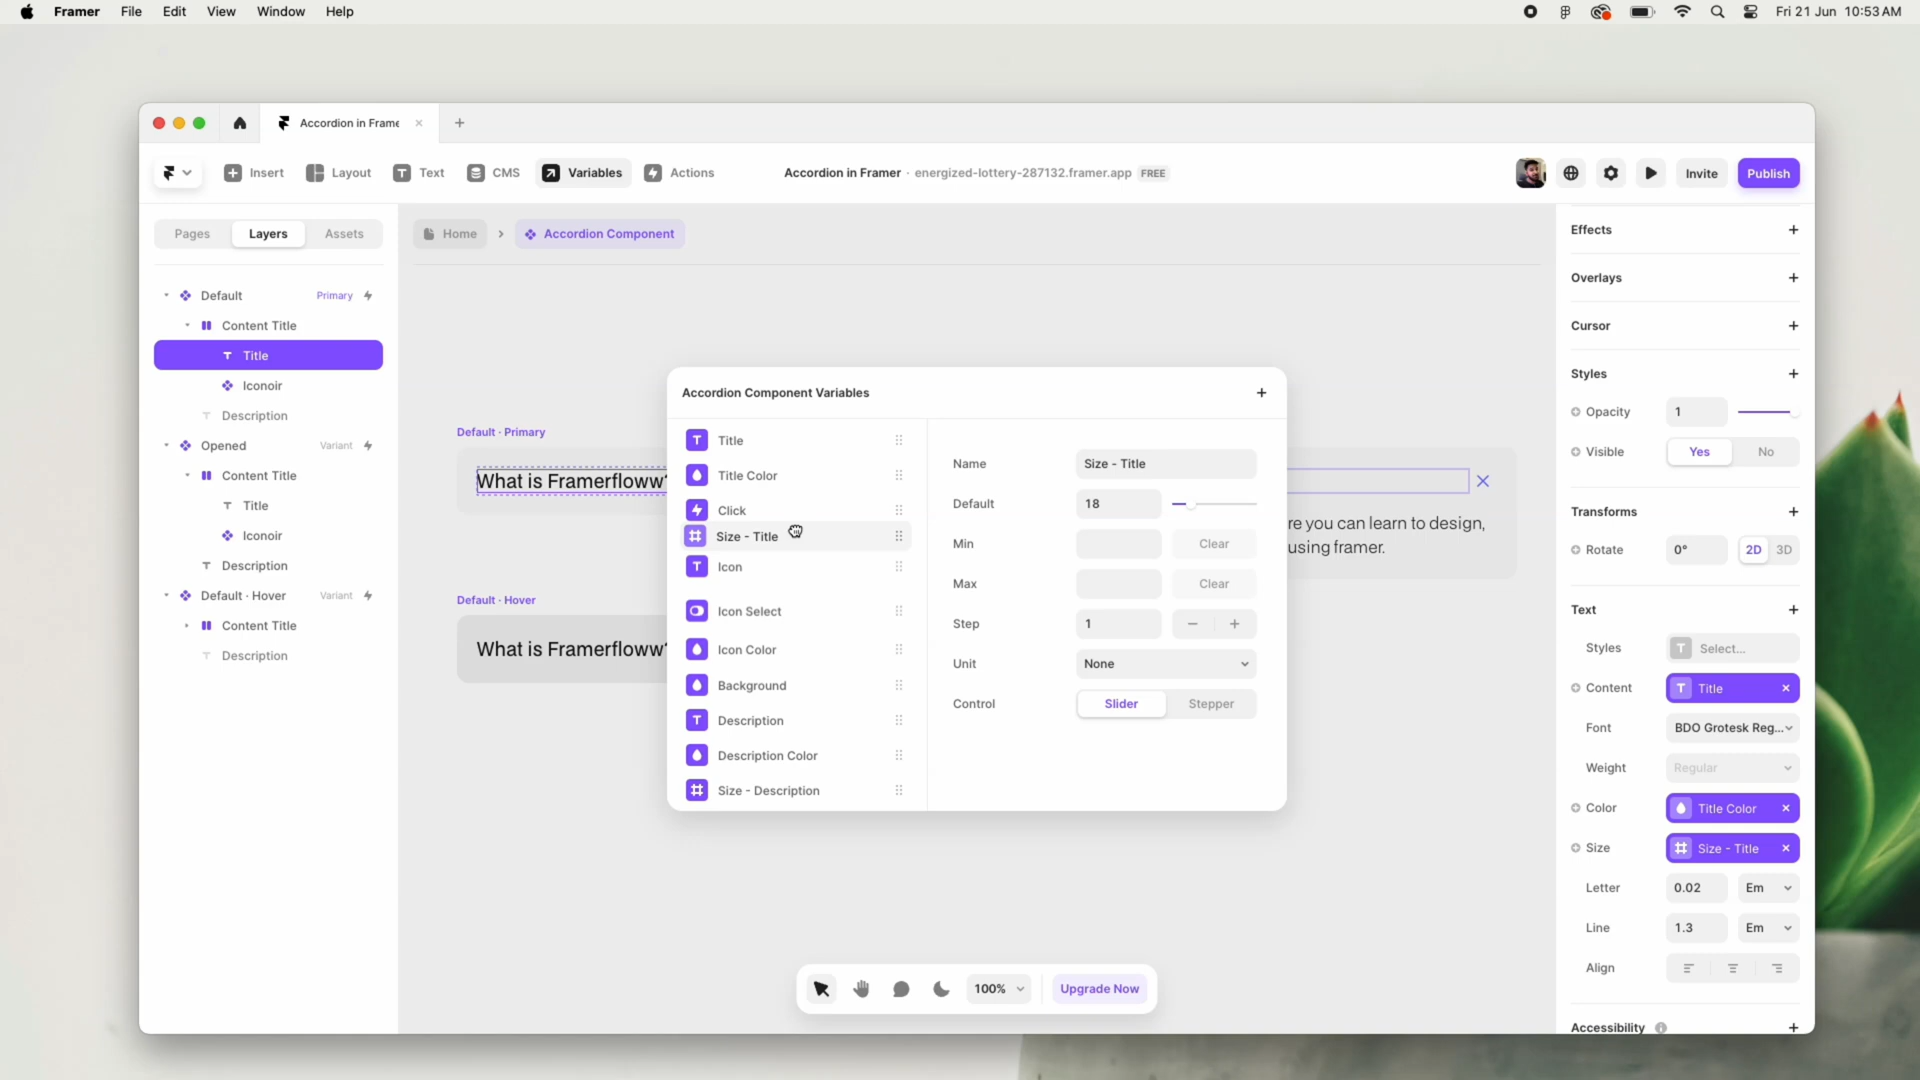 Framer File Edit View Window Help
Fri 21 Jun 10:53 AM
Accordion in Frame
Insert Layout Text CMS Variables Actions
Accordion in Framer · energized-lottery-287132.framer.app FREE
Invite Publish
Pages Layers Assets
Default Primary
Content Title
Title
Iconoir
Description
Opened Variant
Content Title
Title
Iconoir
Description
Default · Hover Variant
Content Title
Description
Home Accordion Component
Default · Primary
What is Framerfloww?
re you can learn to design,
using framer.
Default · Hover
What is Framerfloww?
Accordion Component Variables
Title
Title Color
Click
Size - Title
Icon
Icon Select
Icon Color
Background
Description
Description Color
Size - Description
Name Size - Title
Default 18
Min Clear
Max Clear
Step 1
Unit None
Control Slider Stepper
100% Upgrade Now
Effects
Overlays
Cursor
Styles
Opacity 1
Visible Yes No
Transforms
Rotate 0° 2D 3D
Text
Styles Select...
Content Title
Font BDO Grotesk Reg...
Weight Regular
Color Title Color
Size Size - Title
Letter 0.02 Em
Line 1.3 Em
Align
Accessibility